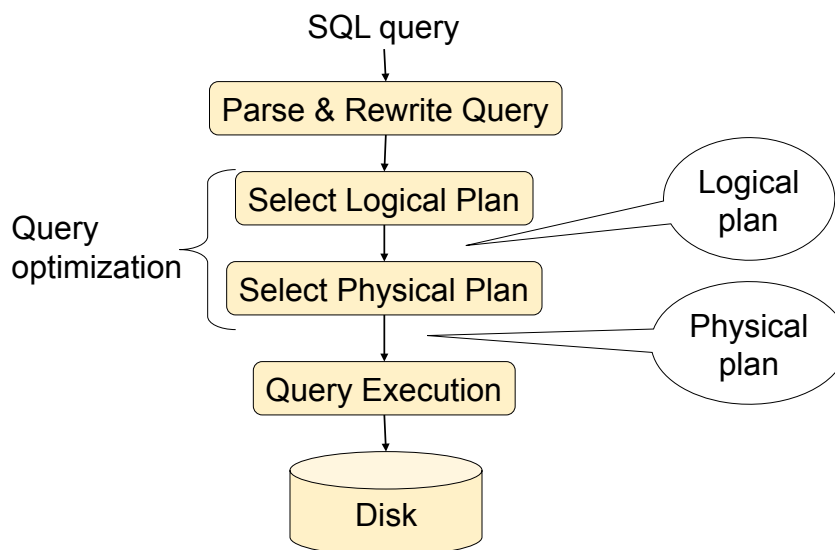 SQL query
Parse & Rewrite Query
Select Logical Plan
Logical
plan
Query
optimization
Select Physical Plan
Physical
plan
Query Execution
Disk